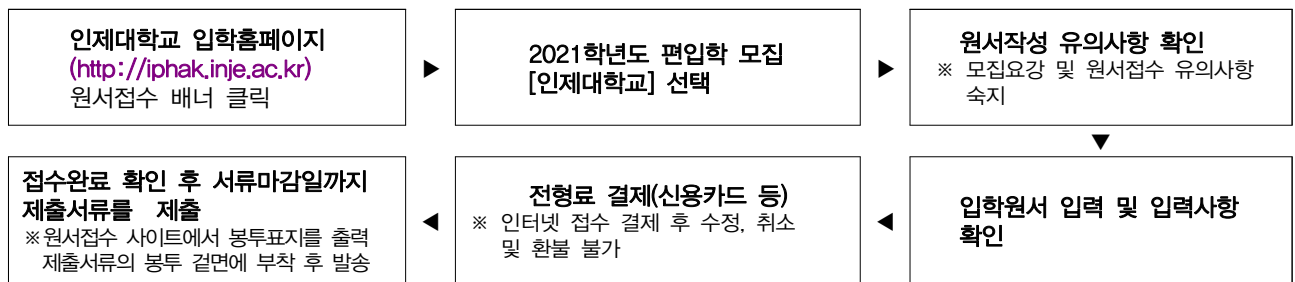 인제대학교 입학홈페이지
(http://iphak.inje.ac.kr)
원서접수 배너 클릭
▶
2021학년도 편입학 모집
[인제대학교] 선택
▶
원서작성 유의사항 확인
※ 모집요강 및 원서접수 유의사항
숙지
▼
입학원서 입력 및 입력사항
확인
◀
전형료 결제(신용카드 등)
※ 인터넷 접수 결제 후 수정, 취소
및 환불 불가
◀
접수완료 확인 후 서류마감일까지
제출서류를 제출
※원서접수 사이트에서 봉투표지를 출력
제출서류의 봉투 겉면에 부착 후 발송